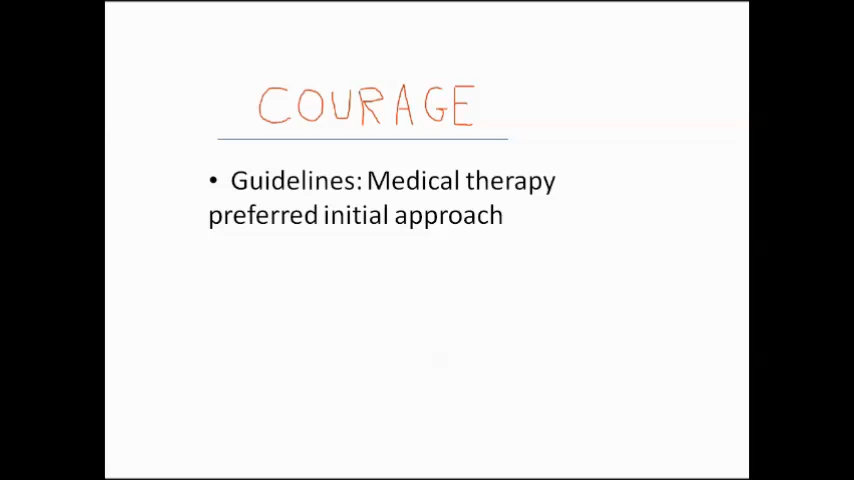 COURAGE
• Guidelines: Medical therapy
preferred initial approach